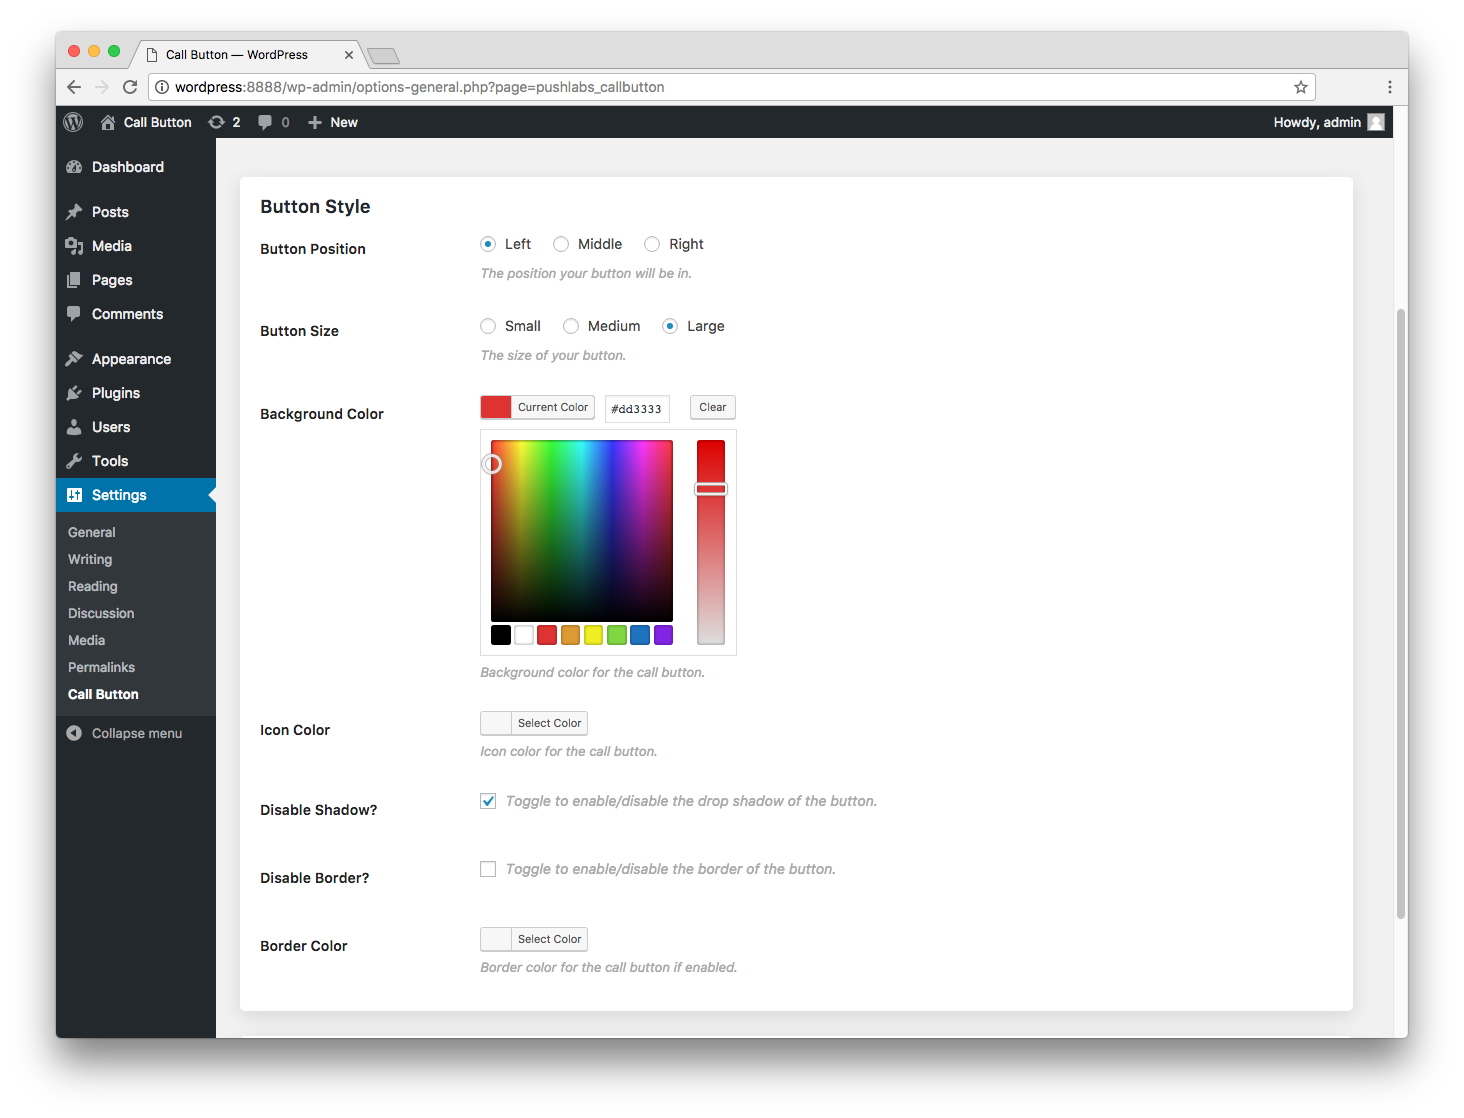 Call Button — WordPress
wordpress:8888/wp-admin/options-general.php?page=pushlabs_callbutton
Call Button 2 0 New Howdy, admin
Dashboard
Posts
Media
Pages
Comments
Appearance
Plugins
Users
Tools
Settings
General
Writing
Reading
Discussion
Media
Permalinks
Call Button
Collapse menu
Button Style
Button Position Left Middle Right
The position your button will be in.
Button Size Small Medium Large
The size of your button.
Background Color Current Color #dd3333 Clear
Background color for the call button.
Icon Color Select Color
Icon color for the call button.
Disable Shadow? Toggle to enable/disable the drop shadow of the button.
Disable Border? Toggle to enable/disable the border of the button.
Border Color Select Color
Border color for the call button if enabled.